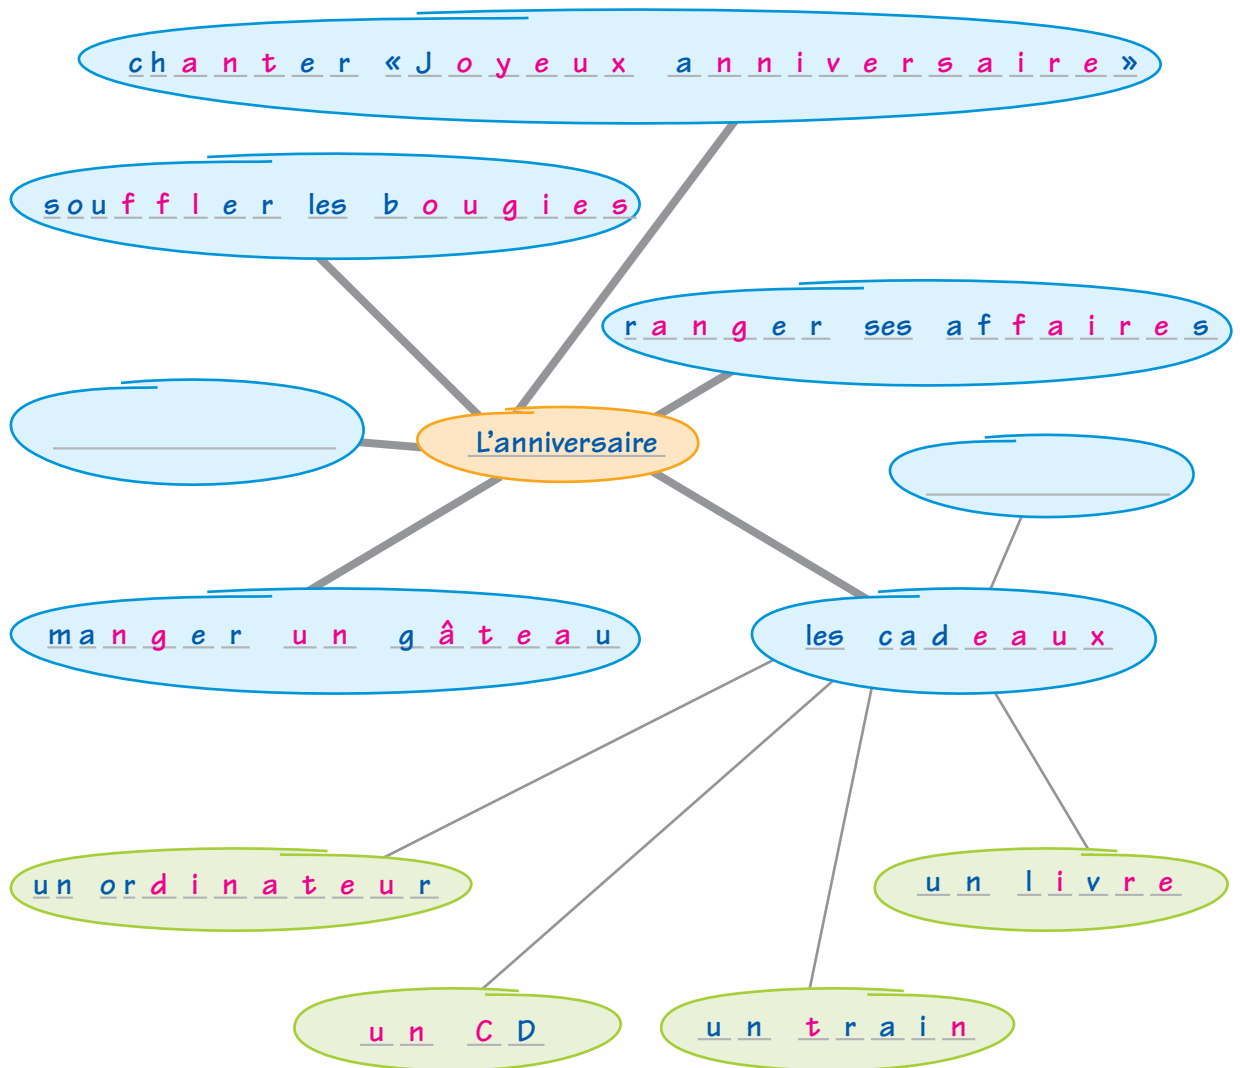 chanter «Joyeux anniversaire»
souffler les bougies
ranger ses affaires
L'anniversaire
manger un gâteau
les cadeaux
un ordinateur
un livre
un CD
un train